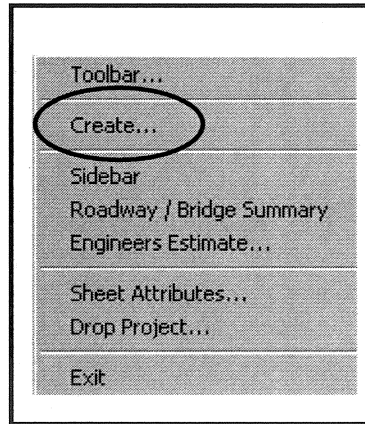 Toolbar...
Create...
Sidebar
Roadway / Bridge Summary
Engineers Estimate...
Sheet Attributes...
Drop Project...
Exit